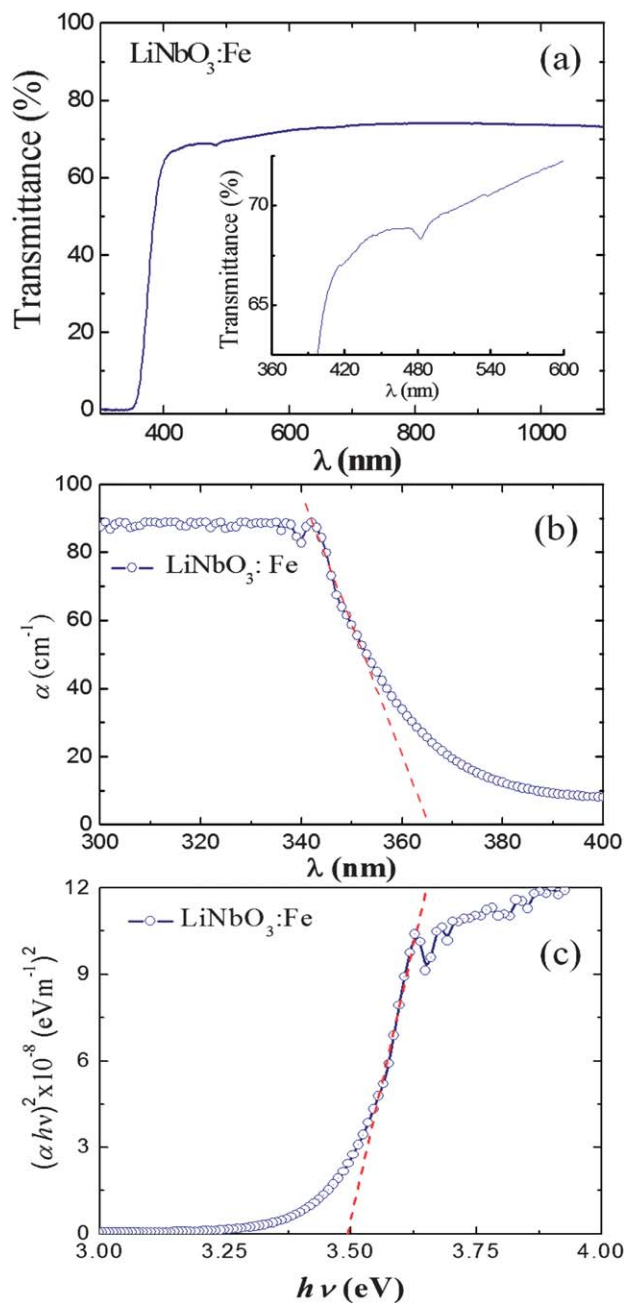 LiNbO₃:Fe
(a)
Transmittance (%)
100
80
60
40
20
0
400 600 800 1000
λ (nm)
Transmittance (%)
70
65
360 420 480 540 600
λ (nm)
(b)
LiNbO₃: Fe
α (cm⁻¹)
100
80
60
40
20
0
300 320 340 360 380 400
λ (nm)
(c)
LiNbO₃:Fe
(αhν)² x10⁻⁸ (eVm⁻¹)²
12
9
6
3
0
3.00 3.25 3.50 3.75 4.00
hν (eV)